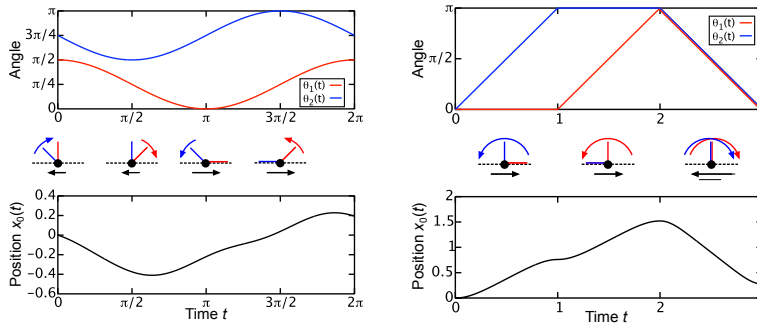 π
3π/4
π/2
π/4
0
Angle
θ₁(t)
θ₂(t)
0 π/2 π 3π/2 2π
0.4
0.2
0
−0.2
−0.4
−0.6
Position x₀(t)
0 π/2 π 3π/2 2π
Time t
π
π/2
0
Angle
θ₁(t)
θ₂(t)
0 1 2
2
1.5
1
0.5
0
Position x₀(t)
0 1 2
Time t